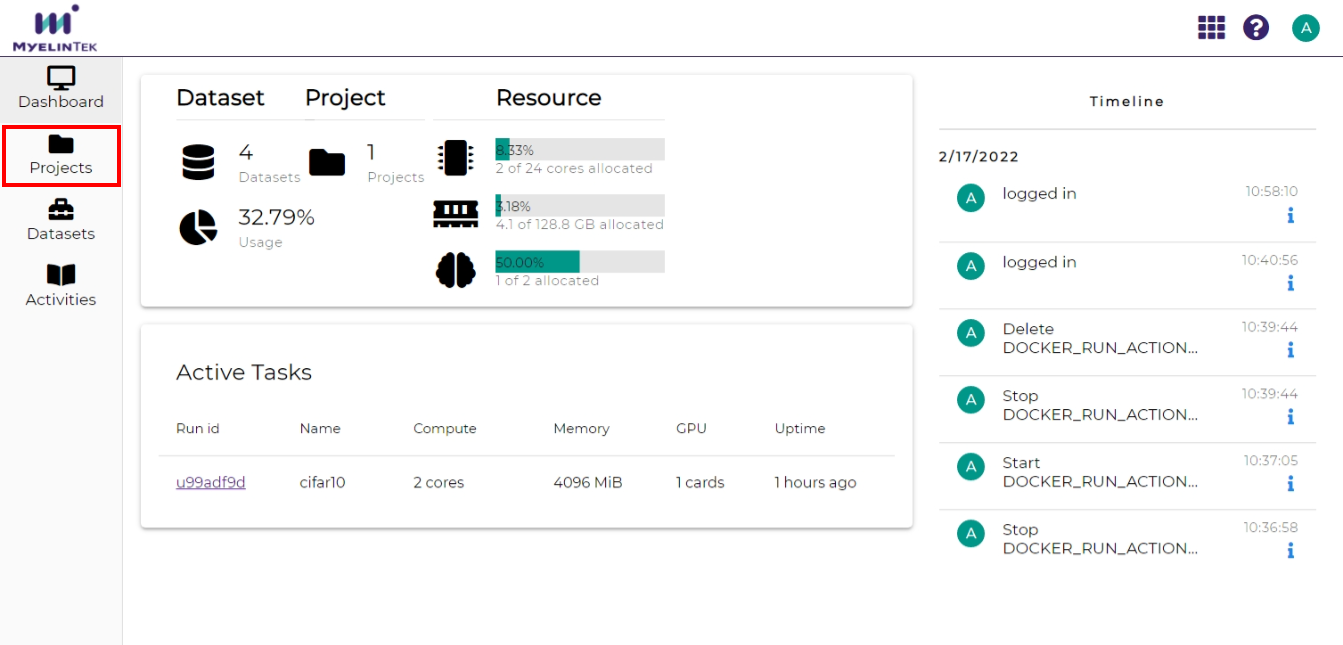 MYELINTEK
?
A
Dashboard
Projects
Datasets
Activities
Dataset
4
Datasets
32.79%
Usage
Project
1
Projects
Resource
8.33%
2 of 24 cores allocated
3.18%
4.1 of 128.8 GB allocated
50.00%
1 of 2 allocated
Active Tasks
Run id Name Compute Memory GPU Uptime
u99adf9d cifar10 2 cores 4096 MiB 1 cards 1 hours ago
Timeline
2/17/2022
A logged in 10:58:10
i
A logged in 10:40:56
i
A Delete 10:39:44
DOCKER_RUN_ACTION... i
A Stop 10:39:44
DOCKER_RUN_ACTION... i
A Start 10:37:05
DOCKER_RUN_ACTION... i
A Stop 10:36:58
DOCKER_RUN_ACTION... i